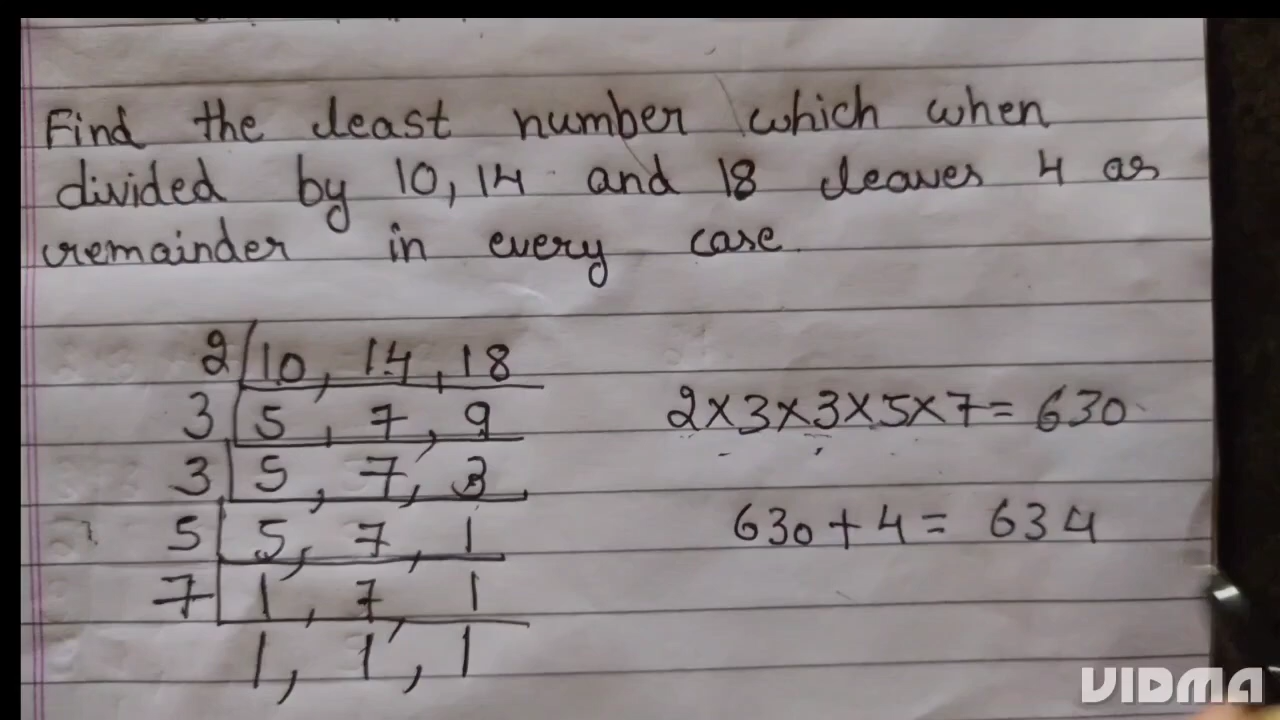 Find the least number which when
divided by 10, 14 and 18 leaves 4 as
remainder in every case
2 10, 14, 18
3 5, 7, 9
3 5, 7, 3
5 5, 7, 1
7 1, 7, 1
1, 1, 1
2×3×3×5×7= 630
630+4= 634
VIDMA